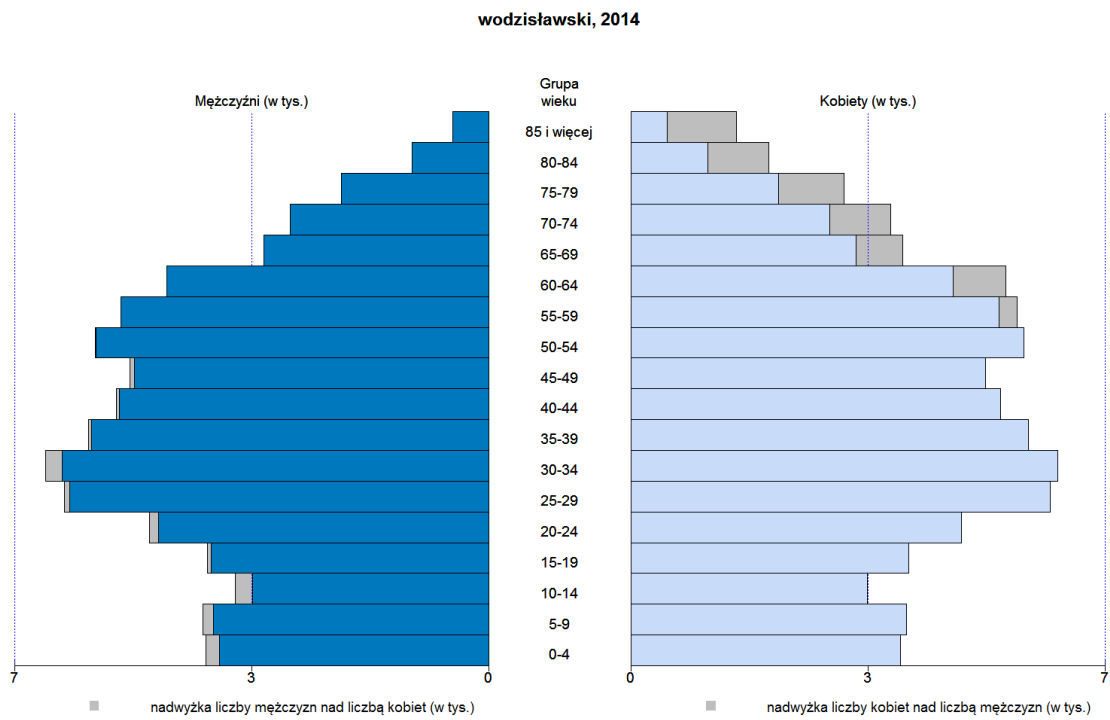 wodzisławski, 2014
Mężczyźni (w tys.)
Grupa
wieku
Kobiety (w tys.)
85 i więcej
80-84
75-79
70-74
65-69
60-64
55-59
50-54
45-49
40-44
35-39
30-34
25-29
20-24
15-19
10-14
5-9
0-4
7 3 0 0 3 7
nadwyżka liczby mężczyzn nad liczbą kobiet (w tys.)
nadwyżka liczby kobiet nad liczbą mężczyzn (w tys.)